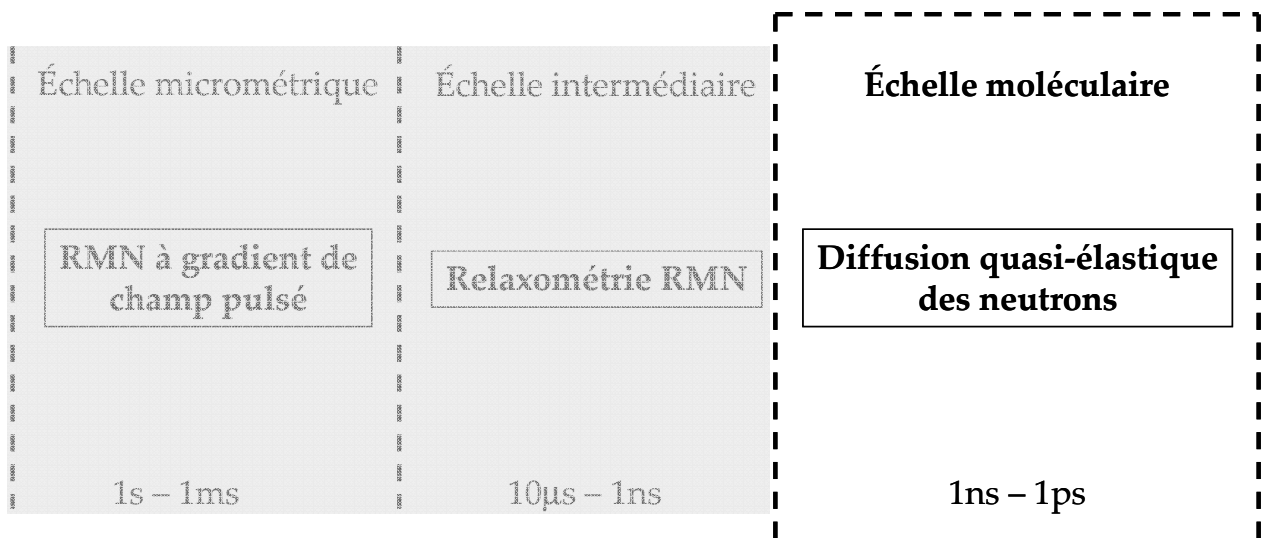 Échelle micrométrique
Échelle intermédiaire
Échelle moléculaire
RMN à gradient de
champ pulsé
Relaxométrie RMN
Diffusion quasi-élastique
des neutrons
1s – 1ms
10μs – 1ns
1ns – 1ps